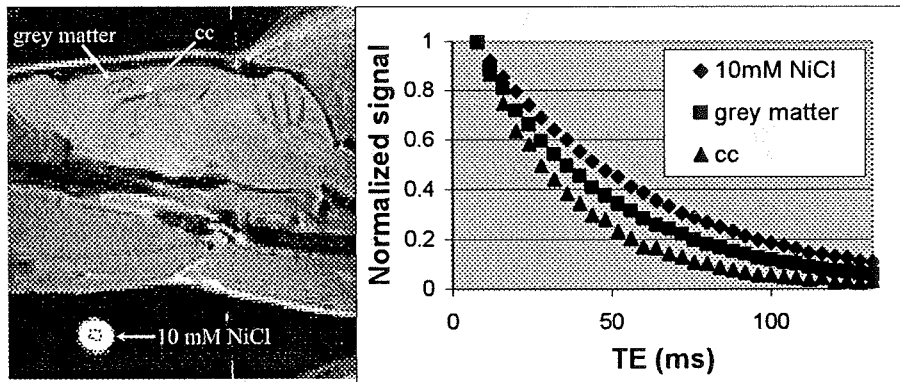 grey matter
cc
10 mM NiCl
Normalized signal
1
0.8
0.6
0.4
0.2
0
0
50
100
TE (ms)
10mM NiCl
grey matter
cc